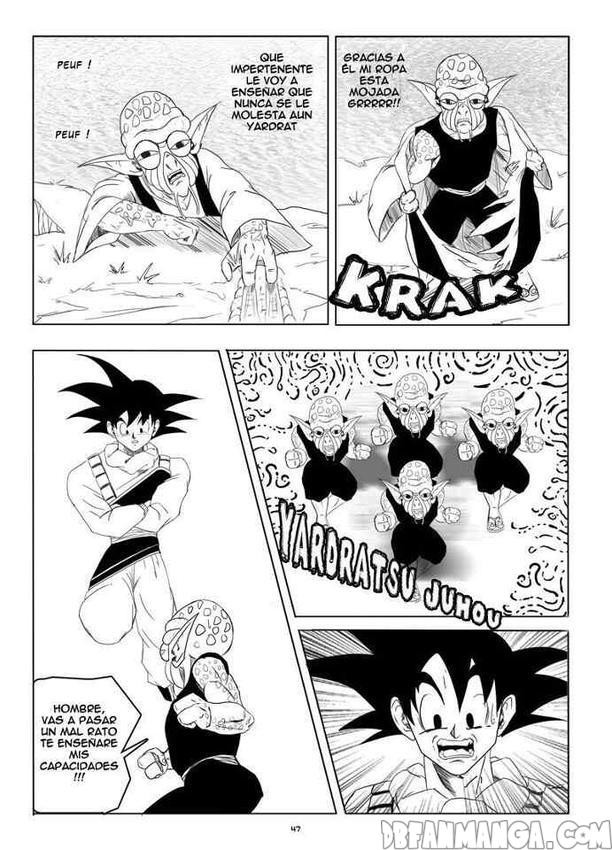 PEUF !
PEUF !
QUE
IMPERTENENTE
LE VOY A
ENSEÑAR QUE
NUNCA SE LE
MOLESTA AUN
YARDRAT
GRACIAS A
ÉL MI ROPA
ESTA
MOJADA
GRRRRR!!
KRAK
YARDRATSU JUHOU
HOMBRE,
VAS A PASAR
UN MAL RATO
TE ENSEÑARE
MIS
CAPACIDADES
!!!
47
DBFANMANGA.COM